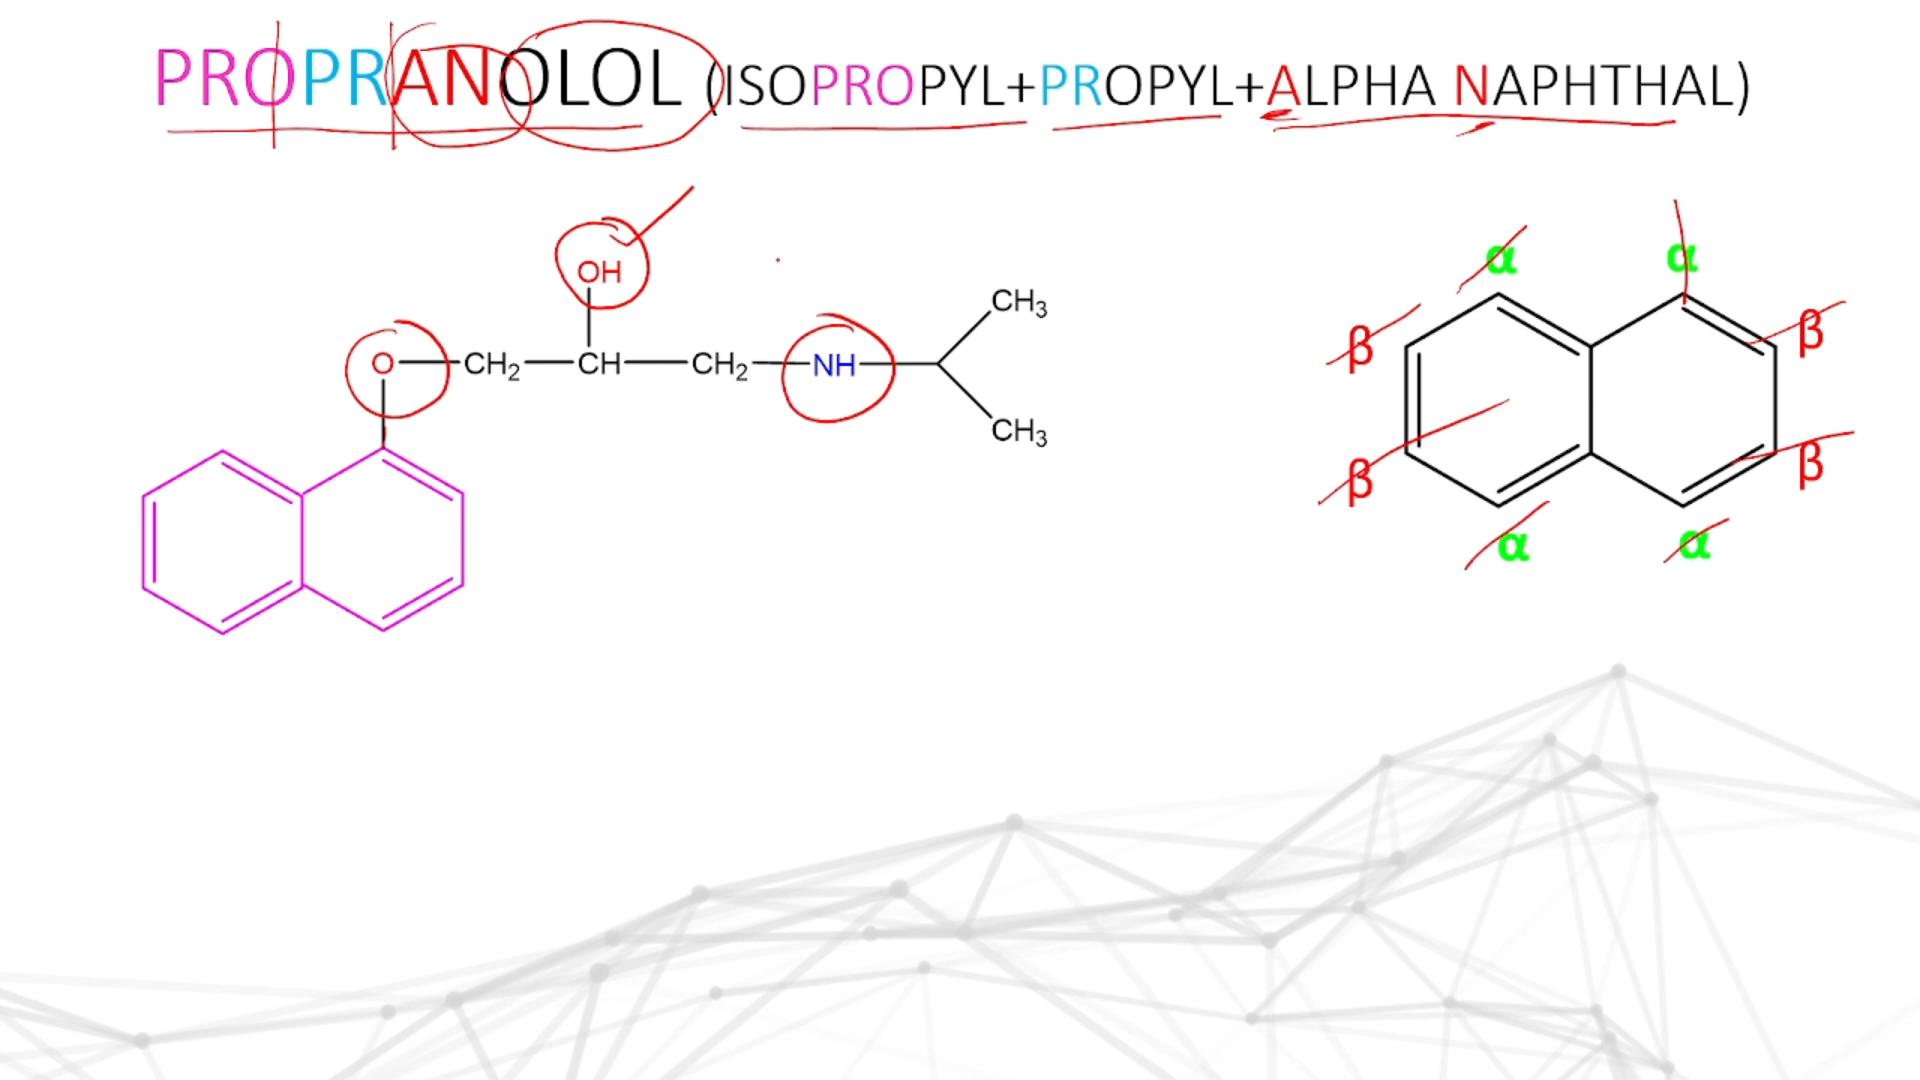 PROPRANOLOL (ISOPROPYL+PROPYL+ALPHA NAPHTHAL)
OH
O CH₂ CH CH₂ NH
CH₃
CH₃
α α
β β
β β
α α